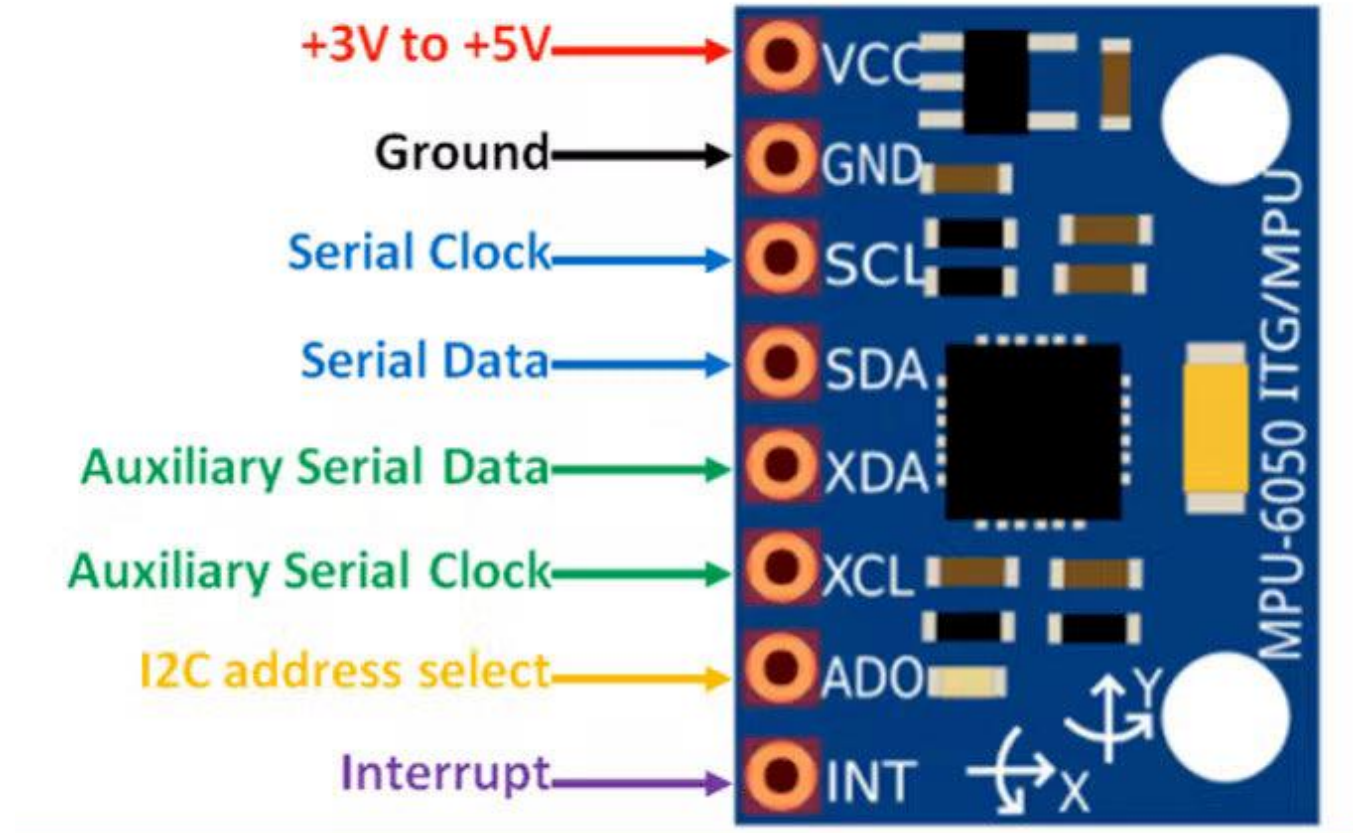 +3V to +5V
VCC
Ground
GND
Serial Clock
SCL
Serial Data
SDA
Auxiliary Serial Data
XDA
Auxiliary Serial Clock
XCL
I2C address select
ADO
Interrupt
INT
MPU-6050 ITG/MPU
Y
X